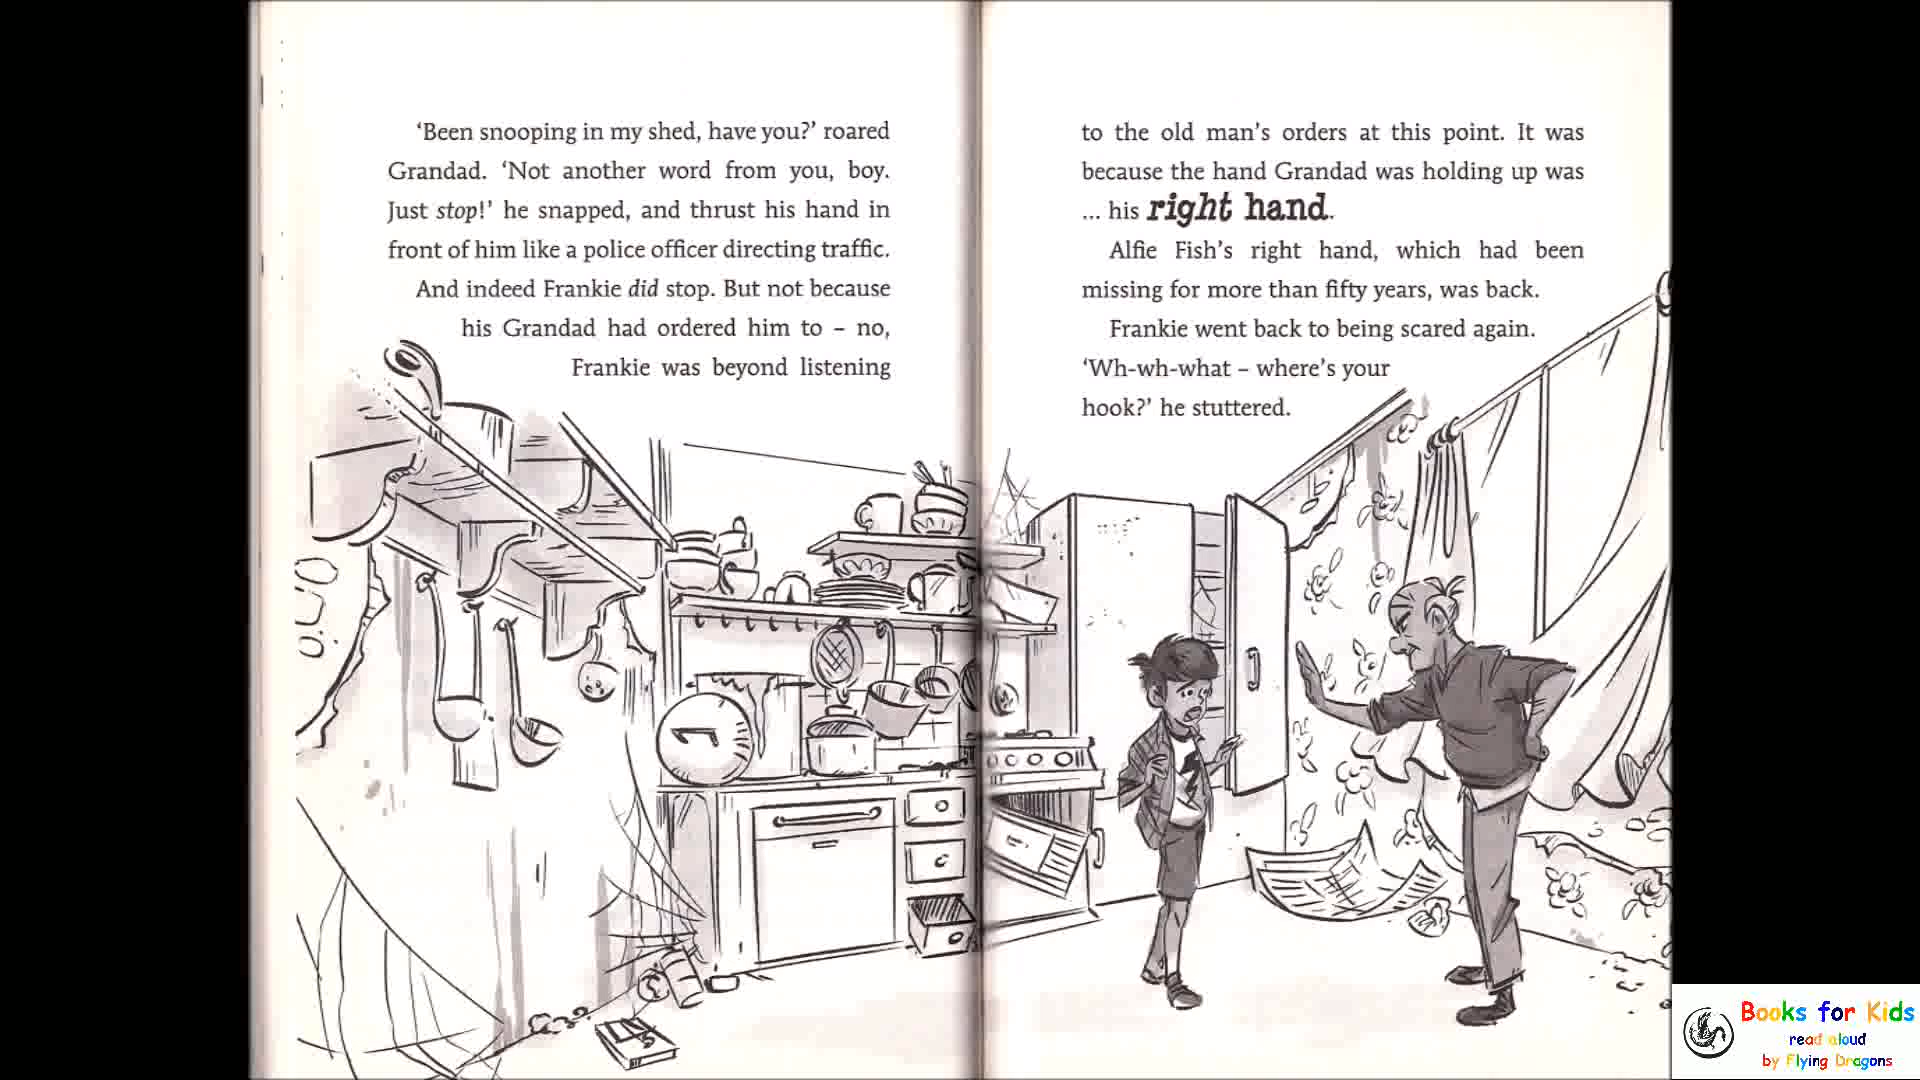 ‘Been snooping in my shed, have you?’ roared
Grandad. ‘Not another word from you, boy.
Just stop!’ he snapped, and thrust his hand in
front of him like a police officer directing traffic.
And indeed Frankie did stop. But not because
his Grandad had ordered him to – no,
Frankie was beyond listening
to the old man’s orders at this point. It was
because the hand Grandad was holding up was
... his right hand.
Alfie Fish’s right hand, which had been
missing for more than fifty years, was back.
Frankie went back to being scared again.
‘Wh-wh-what – where’s your
hook?’ he stuttered.
Books for Kids
read aloud
by Flying Dragons